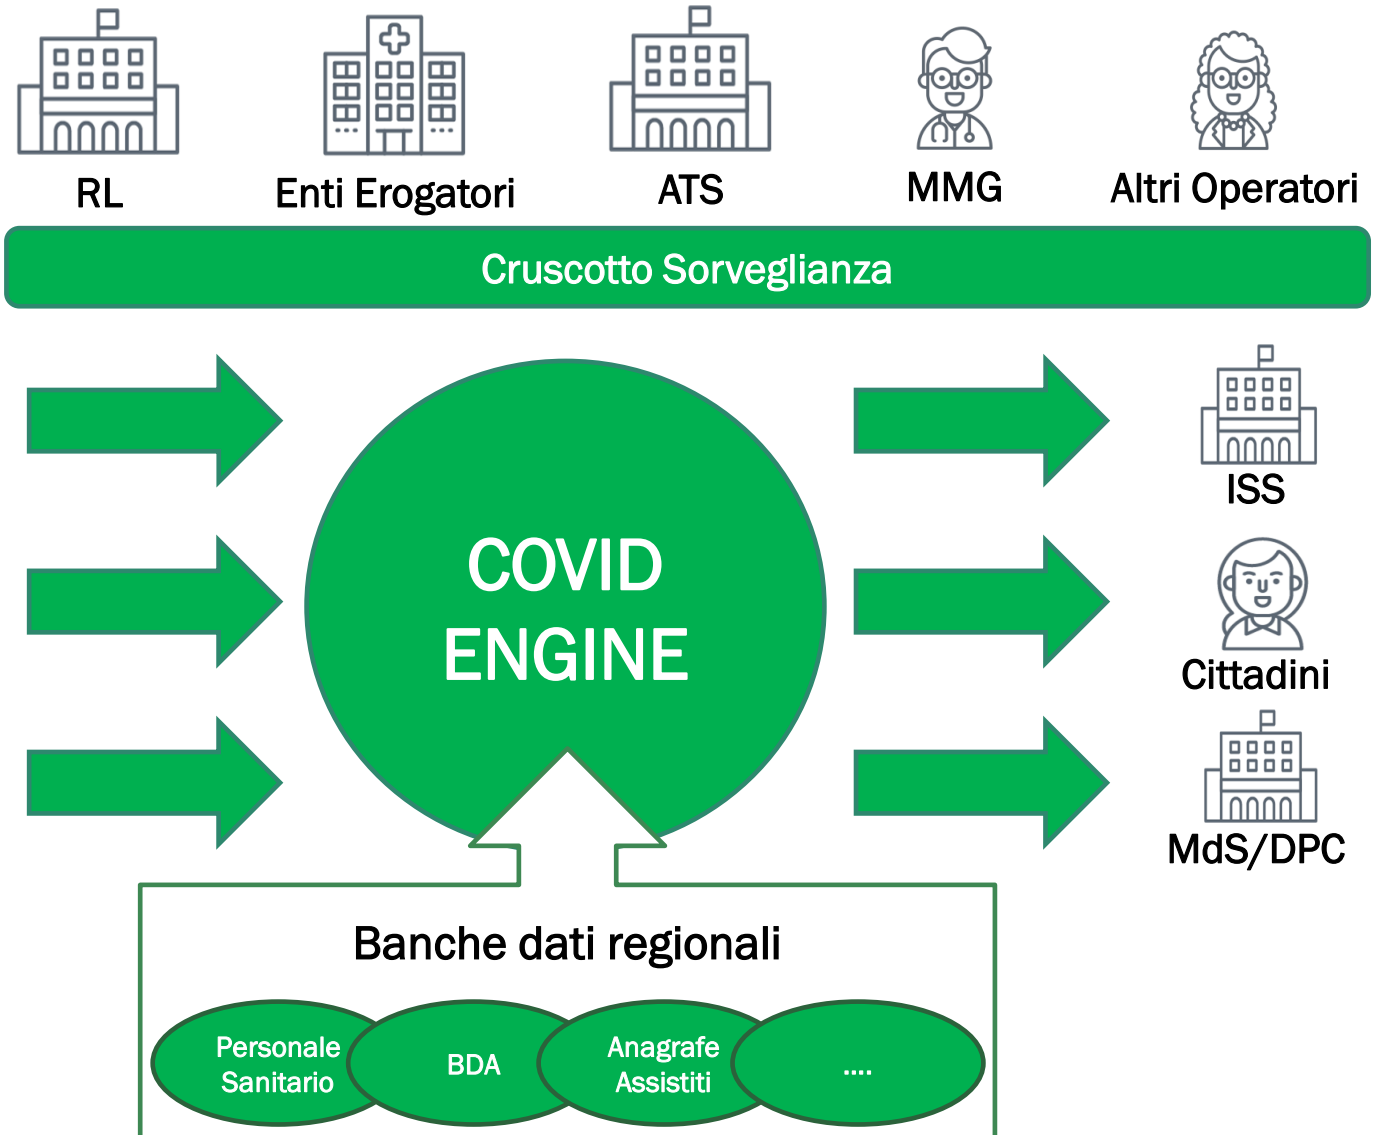 RL
Enti Erogatori
ATS
MMG
Altri Operatori
Cruscotto Sorveglianza
COVID
ENGINE
ISS
Cittadini
MdS/DPC
Banche dati regionali
Personale
Sanitario
BDA
Anagrafe
Assistiti
....